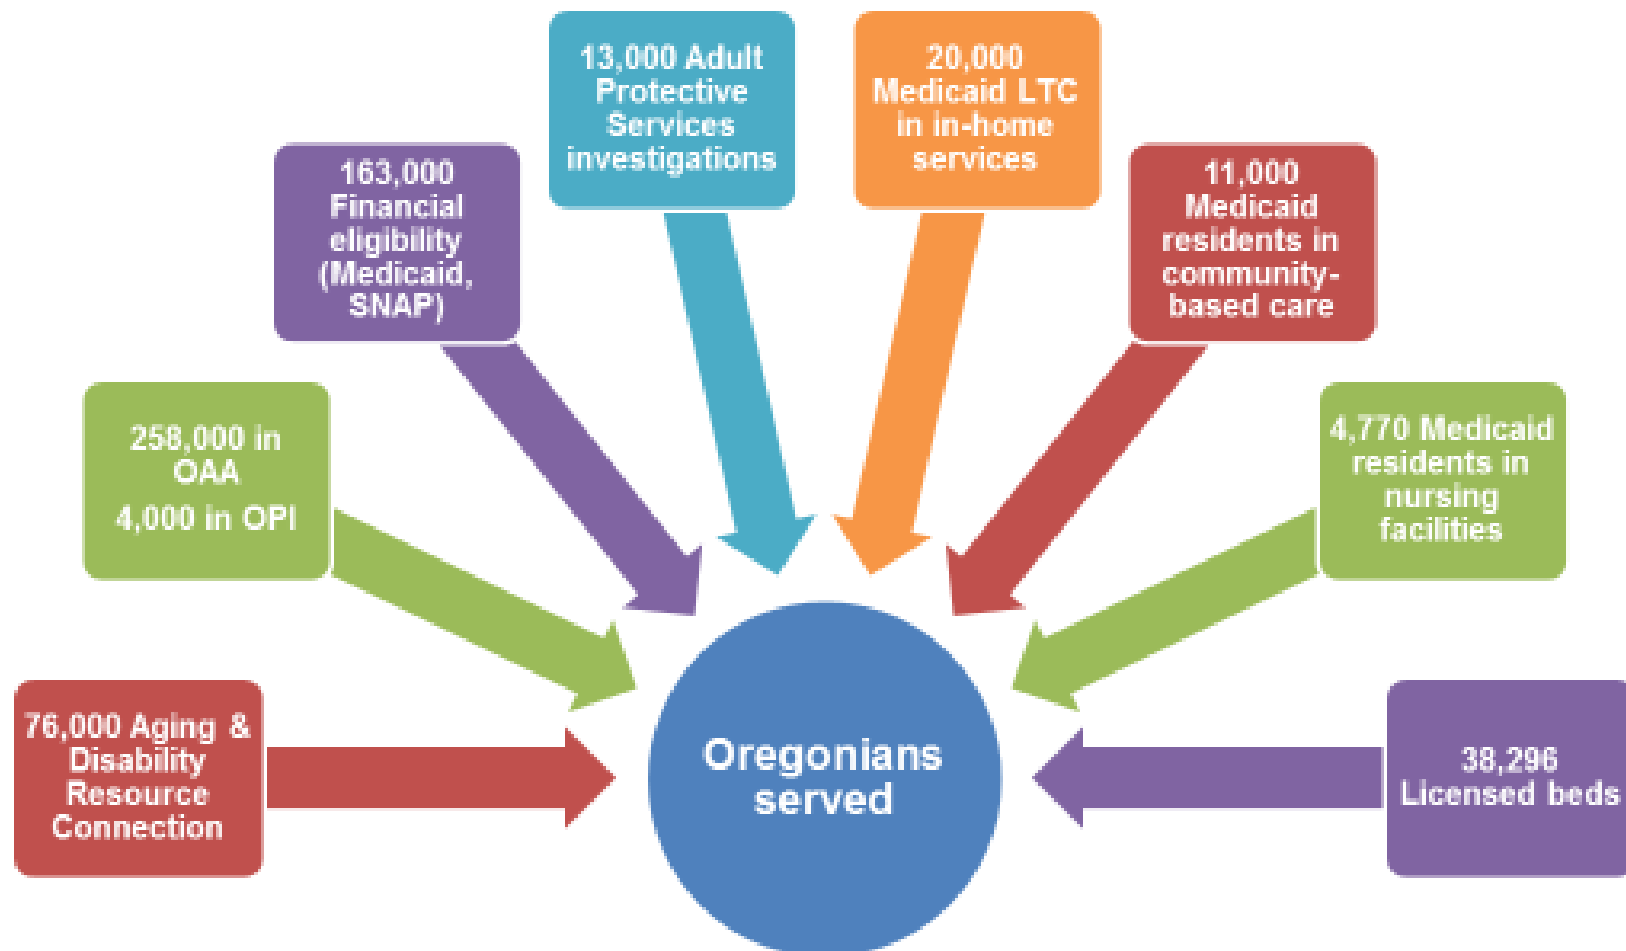 76,000 Aging &
Disability
Resource
Connection
258,000 in
OAA
4,000 in OPI
163,000
Financial
eligibility
(Medicaid,
SNAP)
13,000 Adult
Protective
Services
investigations
20,000
Medicaid LTC
in in-home
services
11,000
Medicaid
residents in
community-
based care
4,770 Medicaid
residents in
nursing
facilities
38,296
Licensed beds
Oregonians
served